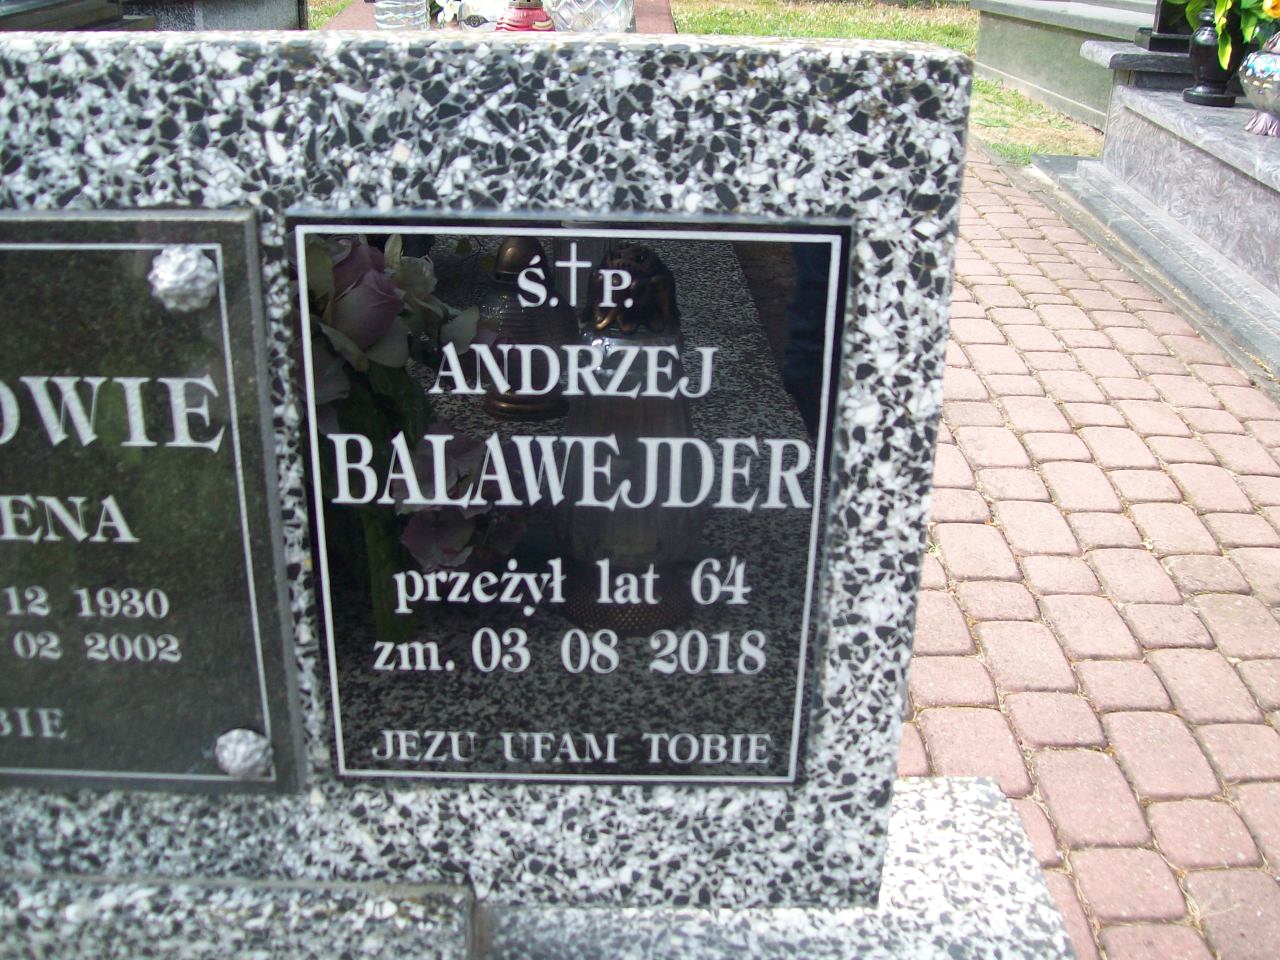 OWIE
ENA
12 1930
02 2002
BIE
Ś.†P.
ANDRZEJ
BALAWEJDER
przeżył lat 64
zm. 03 08 2018
JEZU UFAM TOBIE